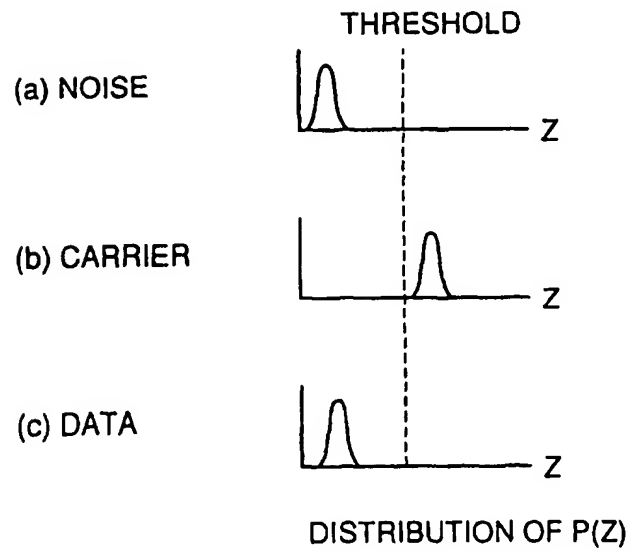 THRESHOLD
(a) NOISE
Z
(b) CARRIER
Z
(c) DATA
Z
DISTRIBUTION OF P(Z)